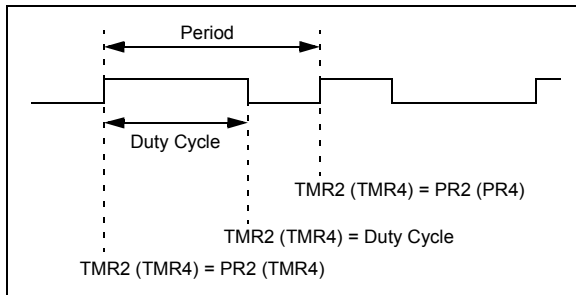 Period
Duty Cycle
TMR2 (TMR4) = PR2 (PR4)
TMR2 (TMR4) = Duty Cycle
TMR2 (TMR4) = PR2 (TMR4)